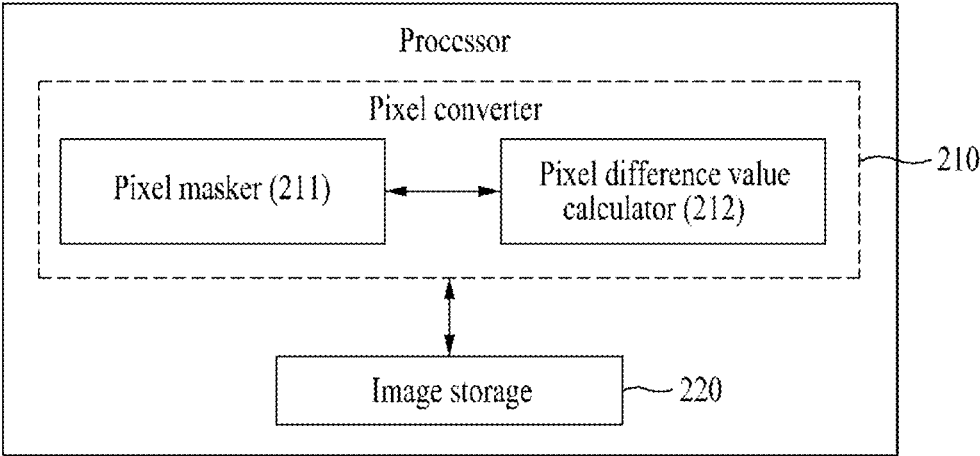 Processor
Pixel converter
Pixel masker (211)
Pixel difference value
calculator (212)
210
Image storage
220